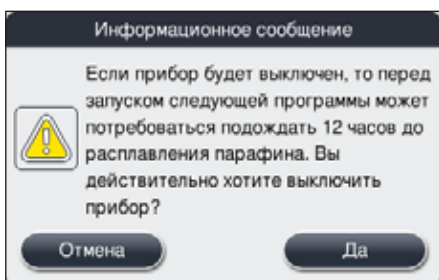 Информационное сообщение
Если прибор будет выключен, то перед
запуском следующей программы может
потребоваться подождать 12 часов до
расплавления парафина. Вы
действительно хотите выключить
прибор?
Отмена
Да